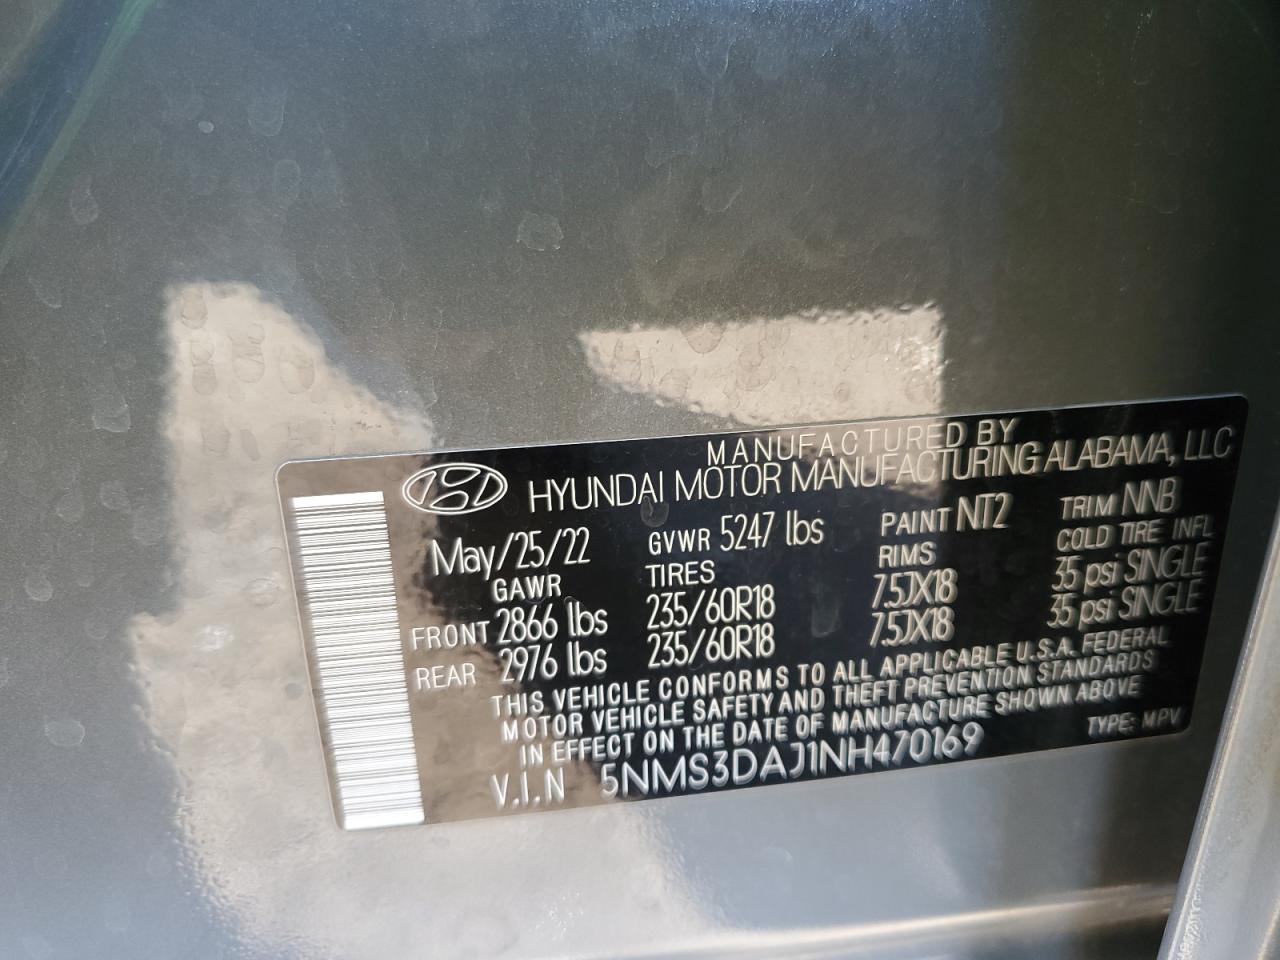 MANUFACTURED BY
HYUNDAI MOTOR MANUFACTURING ALABAMA, LLC
May/25/22 GVWR 5247 lbs PAINT NT2 TRIM NNB
GAWR TIRES RIMS COLD TIRE INFL
FRONT 2866 lbs 235/60R18 7.5JX18 35 psi SINGLE
REAR 2976 lbs 235/60R18 7.5JX18 35 psi SINGLE
THIS VEHICLE CONFORMS TO ALL APPLICABLE U.S.A. FEDERAL
MOTOR VEHICLE SAFETY AND THEFT PREVENTION STANDARDS
IN EFFECT ON THE DATE OF MANUFACTURE SHOWN ABOVE
V.I.N 5NMS3DAJ1NH470169 TYPE: MPV